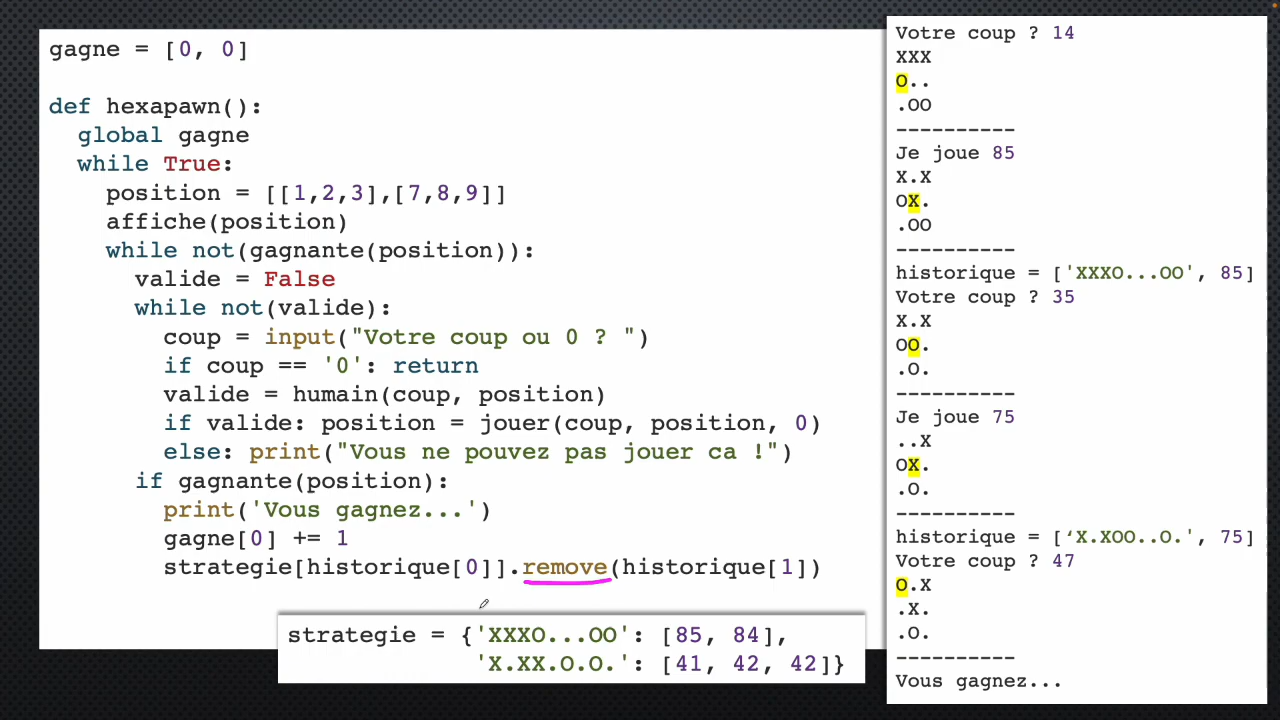 gagne = [0, 0]
def hexapawn():
  global gagne
  while True:
    position = [[1,2,3],[7,8,9]]
    affiche(position)
    while not(gagnante(position)):
      valide = False
      while not(valide):
        coup = input("Votre coup ou 0 ? ")
        if coup == '0': return
        valide = humain(coup, position)
        if valide: position = jouer(coup, position, 0)
        else: print("Vous ne pouvez pas jouer ca !")
      if gagnante(position):
        print('Vous gagnez...')
        gagne[0] += 1
        strategie[historique[0]].remove(historique[1])
strategie = {'XXXO...OO': [85, 84],
             'X.XX.O.O.': [41, 42, 42]}
Votre coup ? 14
XXX
O..
.OO
----------
Je joue 85
X.X
OX.
.OO
----------
historique = ['XXXO...OO', 85]
Votre coup ? 35
X.X
OO.
.O.
----------
Je joue 75
..X
OX.
.O.
----------
historique = [‘X.XOO..O.', 75]
Votre coup ? 47
O.X
.X.
.O.
----------
Vous gagnez...